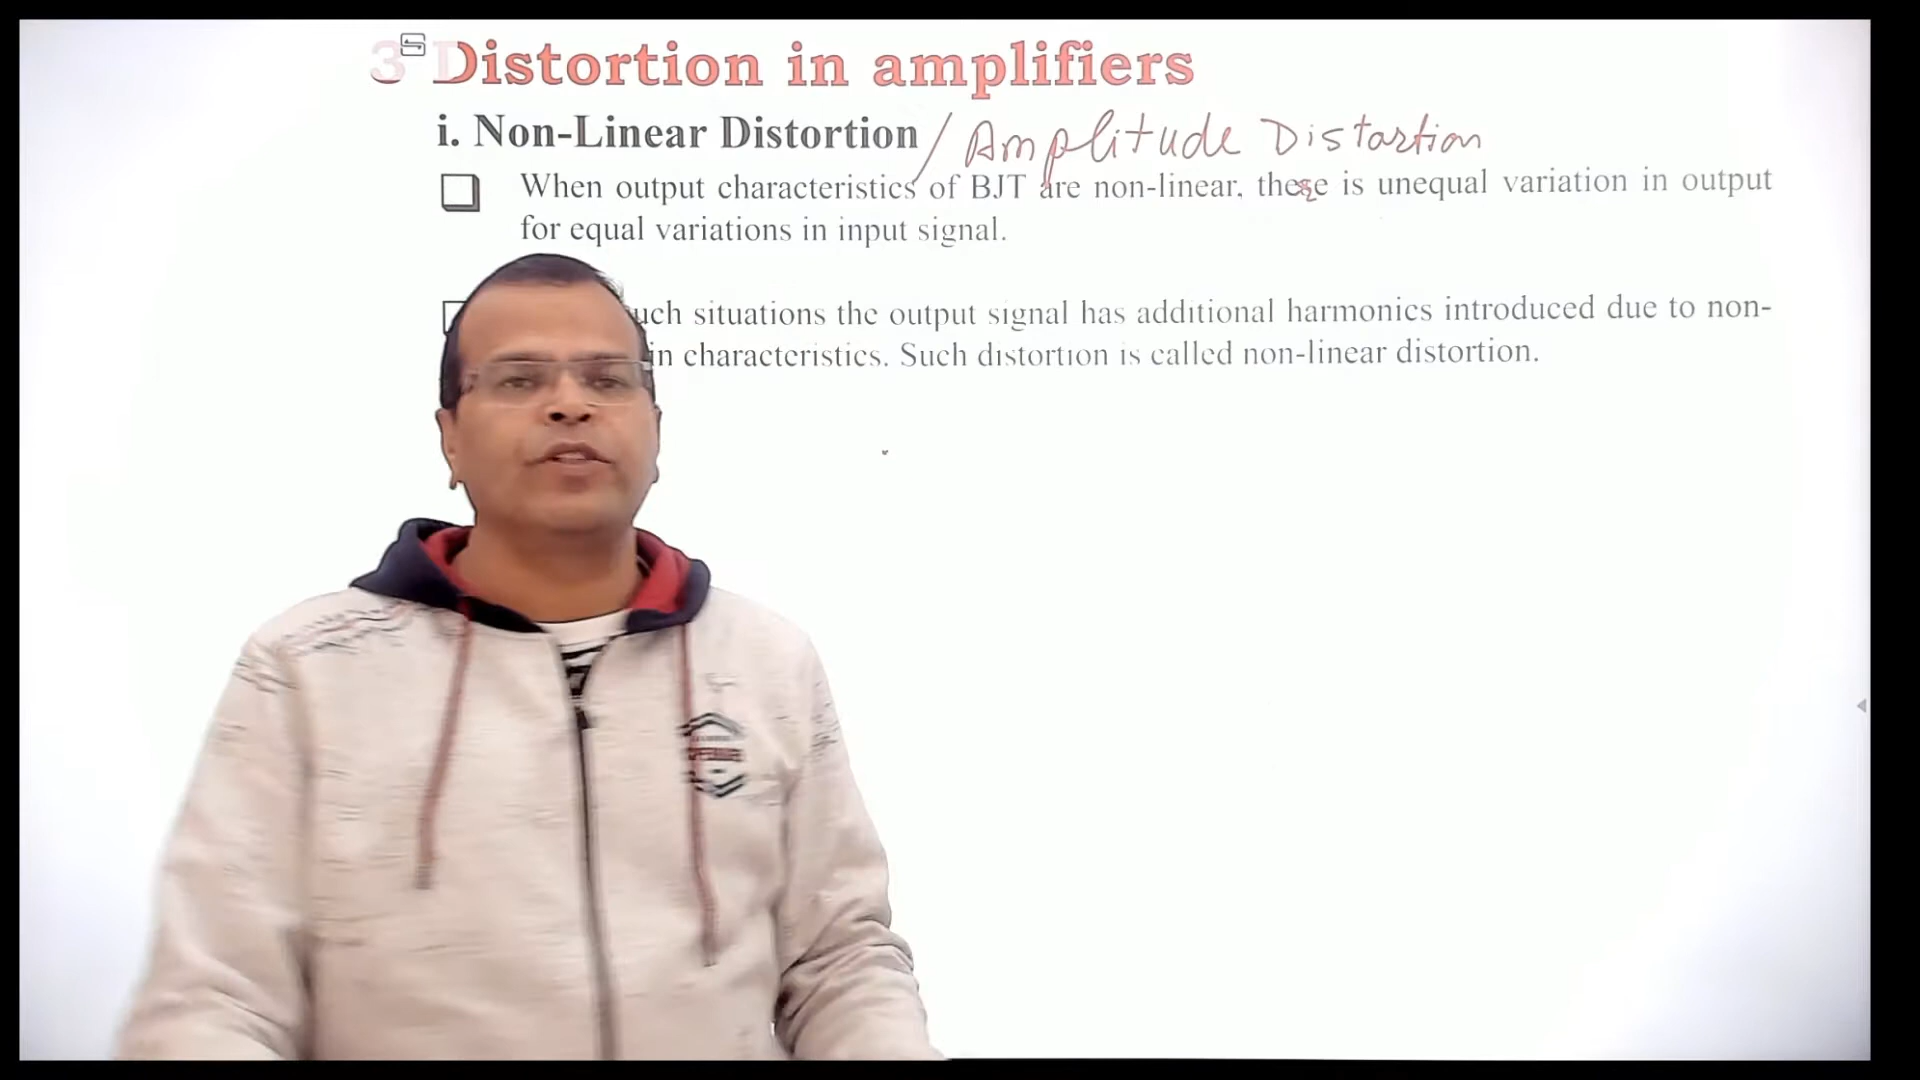 Distortion in amplifiers
i. Non-Linear Distortion / Amplitude Distortion
When output characteristics of BJT are non-linear, there is unequal variation in output
for equal variations in input signal.
situations the output signal has additional harmonics introduced due to non-
in characteristics. Such distortion is called non-linear distortion.